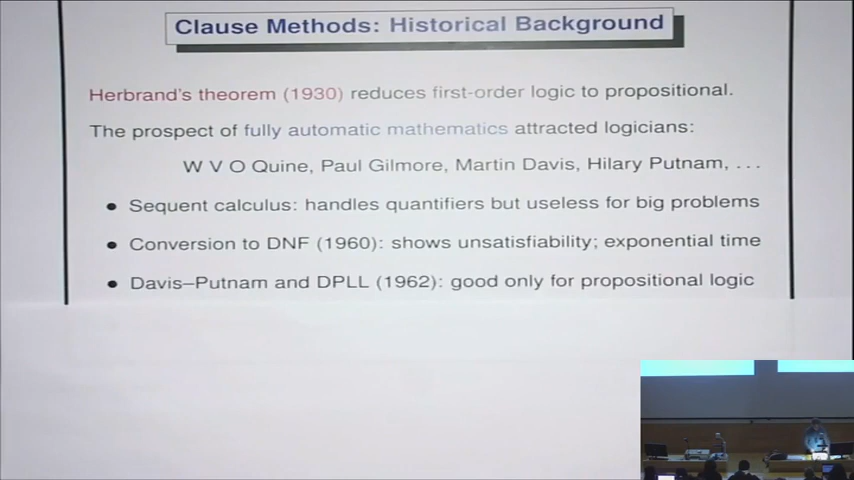 Clause Methods: Historical Background
Herbrand's theorem (1930) reduces first-order logic to propositional.
The prospect of fully automatic mathematics attracted logicians:
W V O Quine, Paul Gilmore, Martin Davis, Hilary Putnam, . . .
• Sequent calculus: handles quantifiers but useless for big problems
• Conversion to DNF (1960): shows unsatisfiability; exponential time
• Davis–Putnam and DPLL (1962): good only for propositional logic